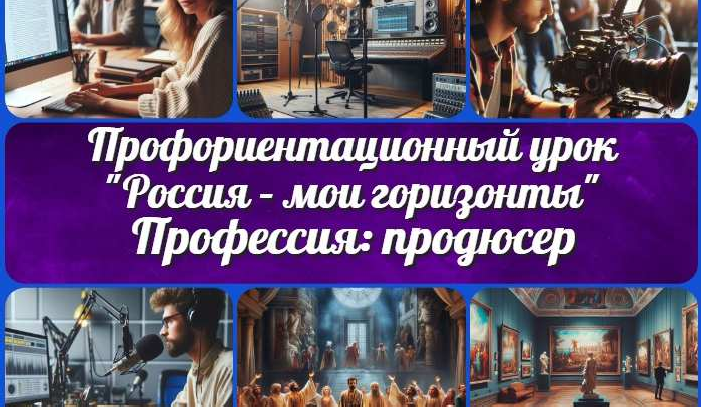 Профориентационный урок
"Россия – мои горизонты"
Профессия: продюсер